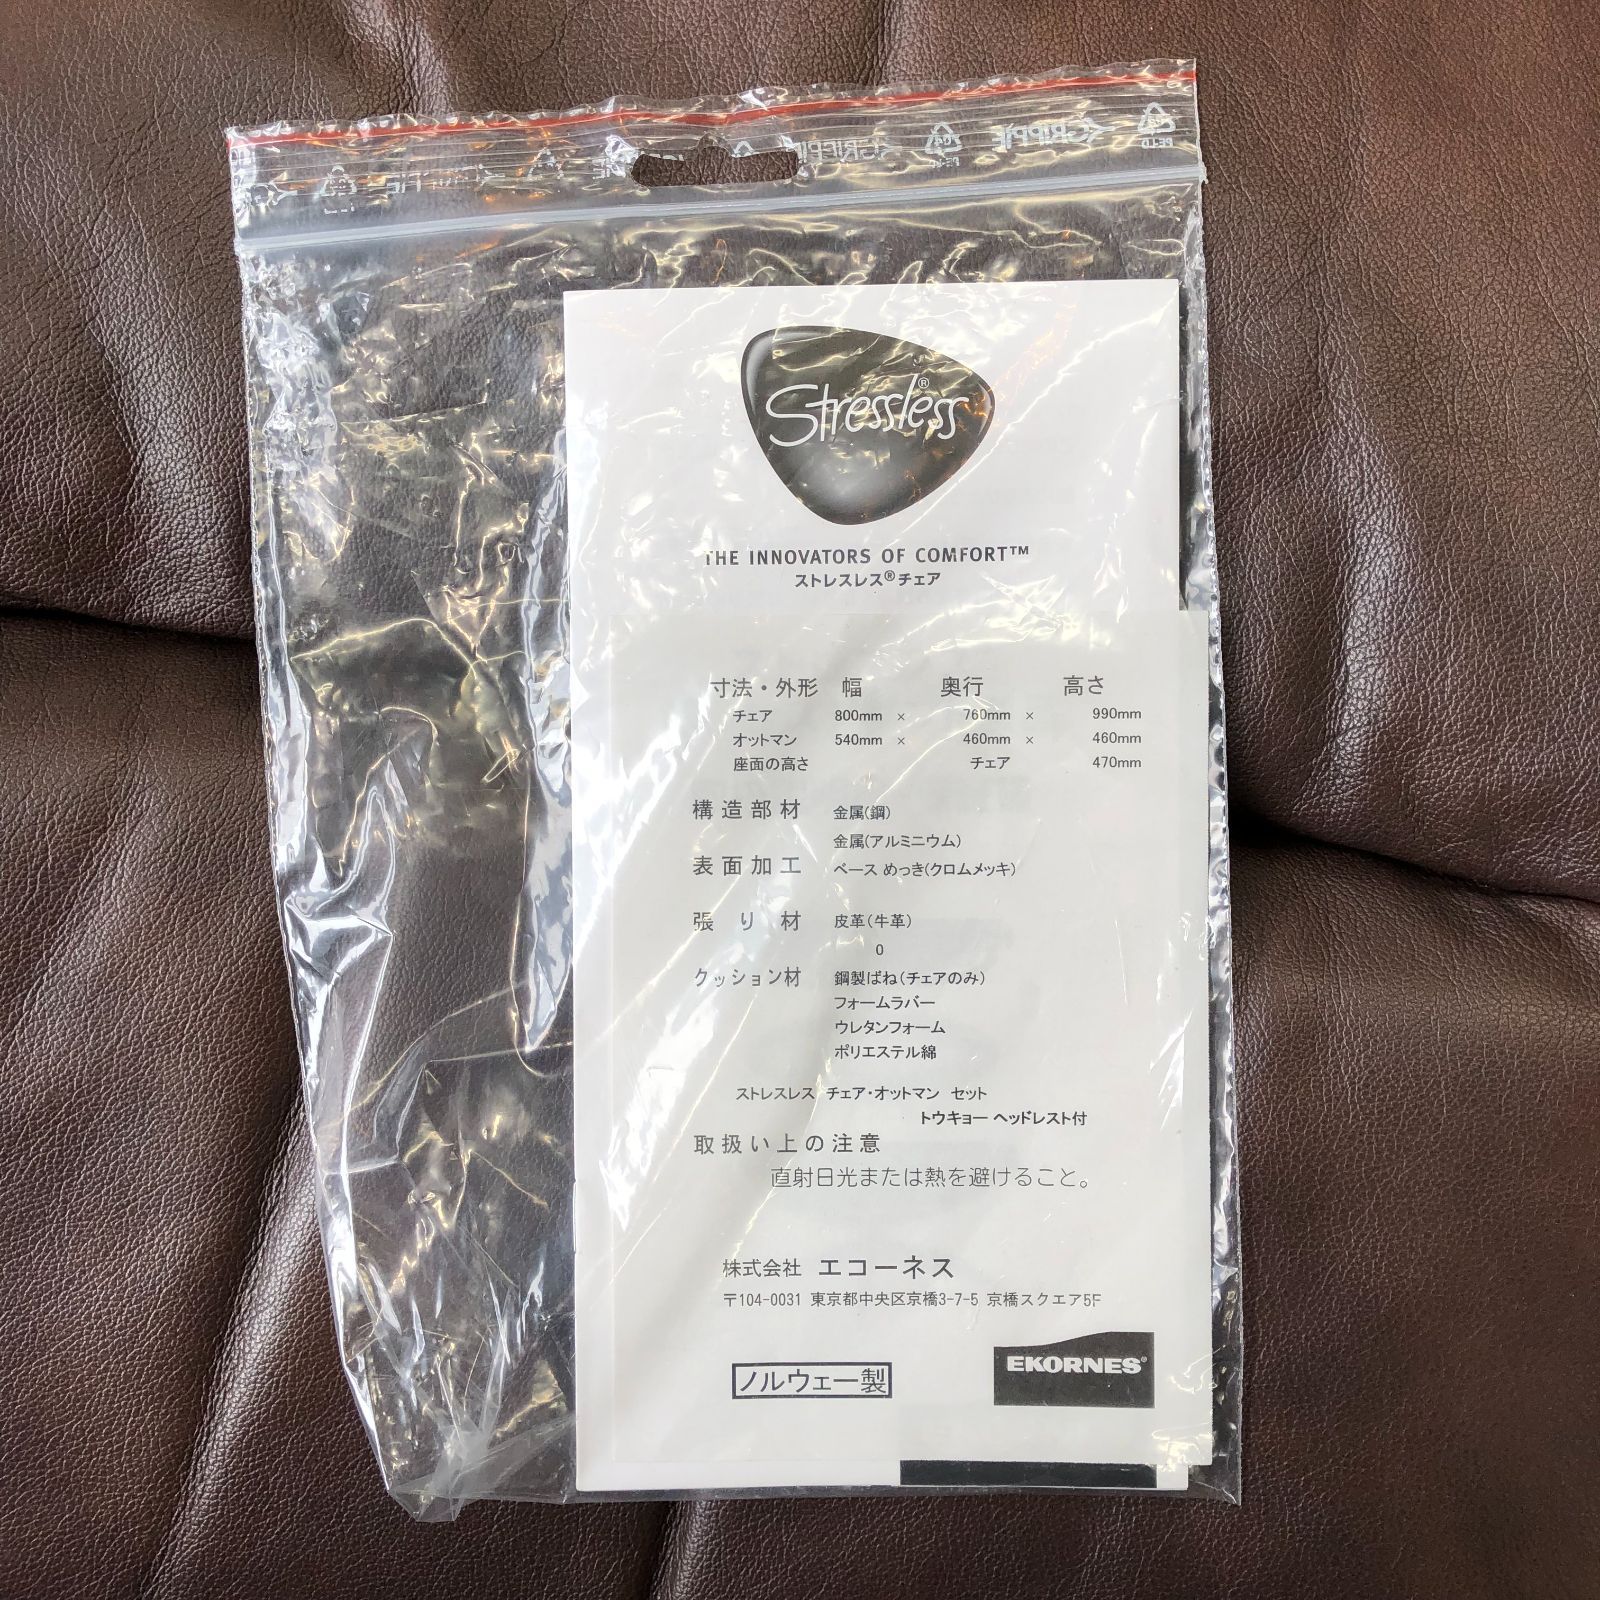 GRIPPIE
GRIPPIE
Stressless®
THE INNOVATORS OF COMFORT™
ストレスレス®チェア
寸法・外形 幅 奥行 高さ
チェア 800mm × 760mm × 990mm
オットマン 540mm × 460mm × 460mm
座面の高さ チェア 470mm
構造部材 金属(鋼)
金属(アルミニウム)
表面加工 ベース めっき(クロムメッキ)
張り材 皮革(牛革)
0
クッション材 鋼製ばね(チェアのみ)
フォームラバー
ウレタンフォーム
ポリエステル綿
ストレスレス チェア・オットマン セット
トウキョー ヘッドレスト付
取扱い上の注意
直射日光または熱を避けること。
株式会社 エコーネス
〒104-0031 東京都中央区京橋3-7-5 京橋スクエア5F
ノルウェー製
EKORNES®